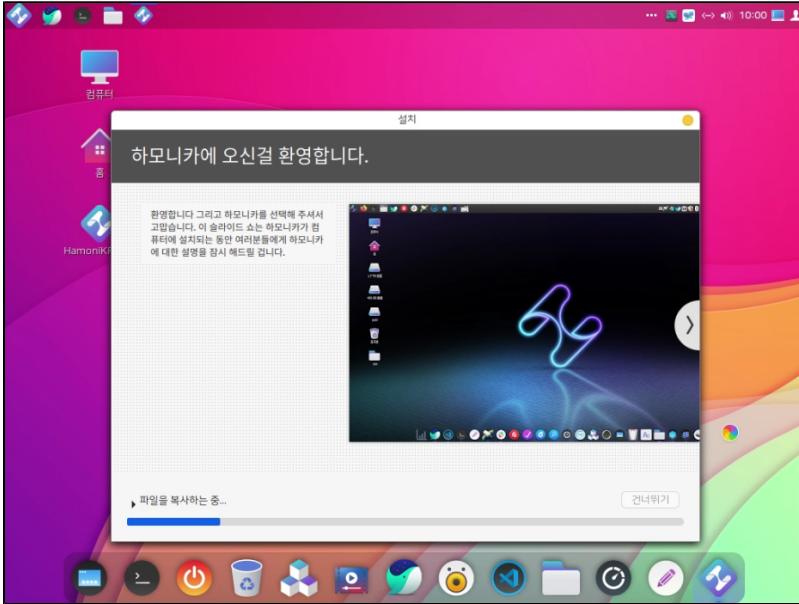 10:00
컴퓨터
설치
하모니카에 오신걸 환영합니다.
홈
환영합니다 그리고 하모니카를 선택해 주셔서
고맙습니다. 이 슬라이드 쇼는 하모니카가 컴
퓨터에 설치되는 동안 여러분들에게 하모니카
에 대한 설명을 잠시 해드릴 겁니다.
HamoniKR
파일을 복사하는 중...
건너뛰기